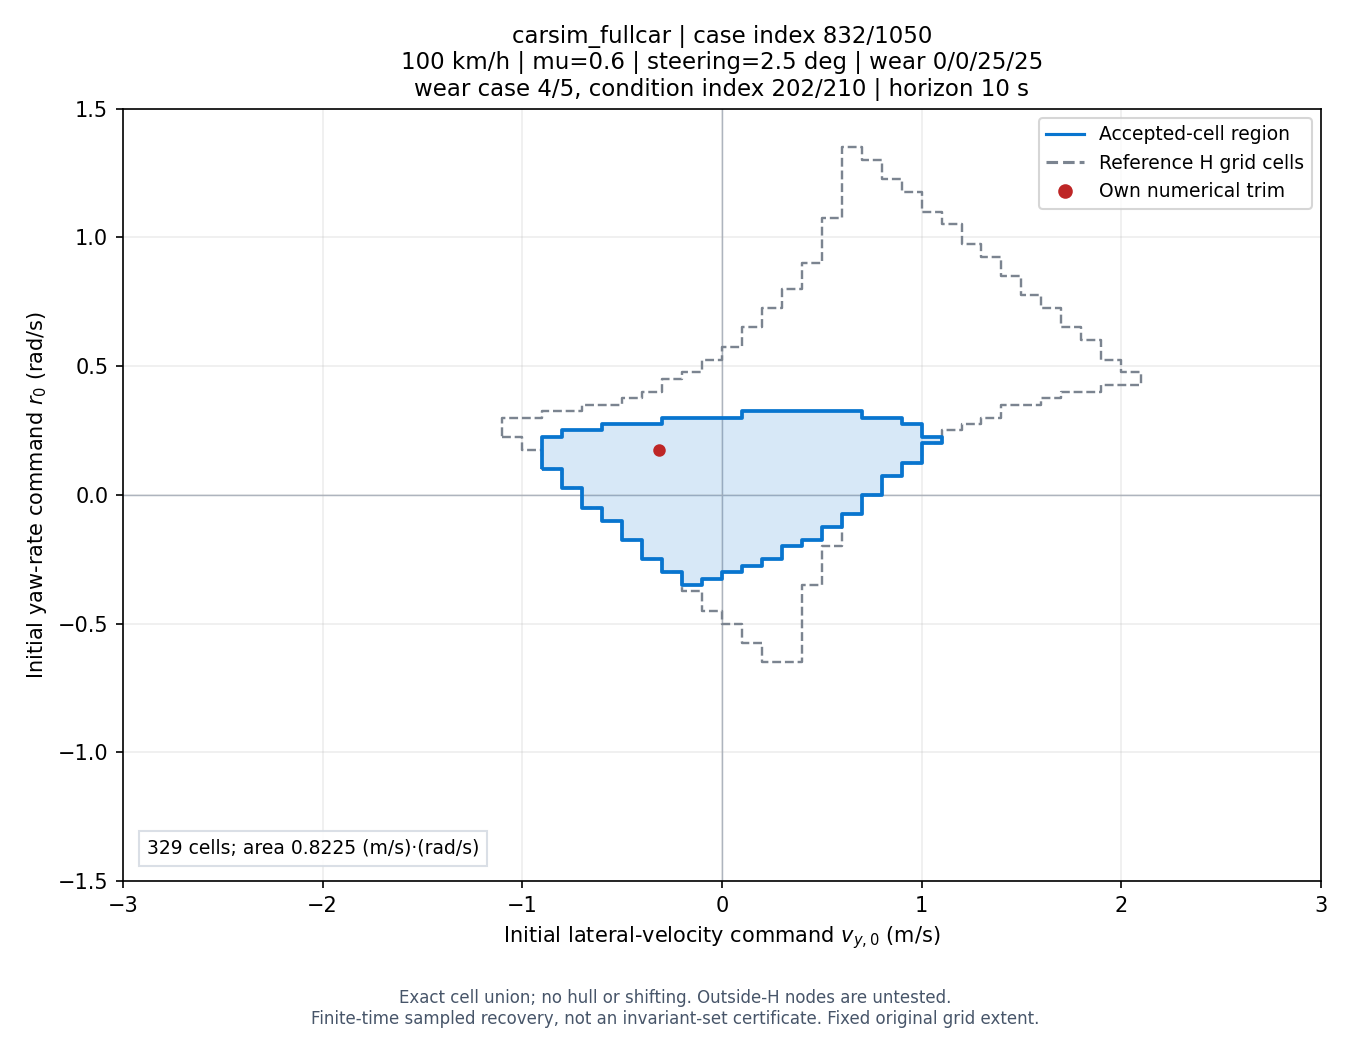 carsim_fullcar | case index 832/1050
100 km/h | mu=0.6 | steering=2.5 deg | wear 0/0/25/25
wear case 4/5, condition index 202/210 | horizon 10 s
Accepted-cell region
Reference H grid cells
Own numerical trim
1.5
1.0
0.5
0.0
−0.5
−1.0
−1.5
Initial yaw-rate command r₀ (rad/s)
329 cells; area 0.8225 (m/s)·(rad/s)
−3 −2 −1 0 1 2 3
Initial lateral-velocity command v_{y,0} (m/s)
Exact cell union; no hull or shifting. Outside-H nodes are untested.
Finite-time sampled recovery, not an invariant-set certificate. Fixed original grid extent.